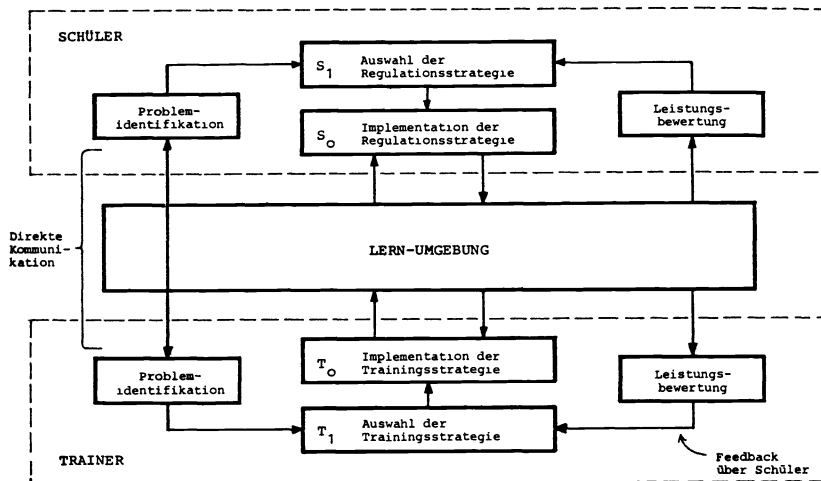 SCHÜLER
S1 Auswahl der
Regulationsstrategie
Problem-
identifikation
S0 Implementation der
Regulationsstrategie
Leistungs-
bewertung
Direkte
Kommuni-
kation
LERN-UMGEBUNG
T0 Implementation der
Trainingsstrategie
Problem-
identifikation
Leistungs-
bewertung
T1 Auswahl der
Trainingsstrategie
TRAINER
Feedback
über Schüler